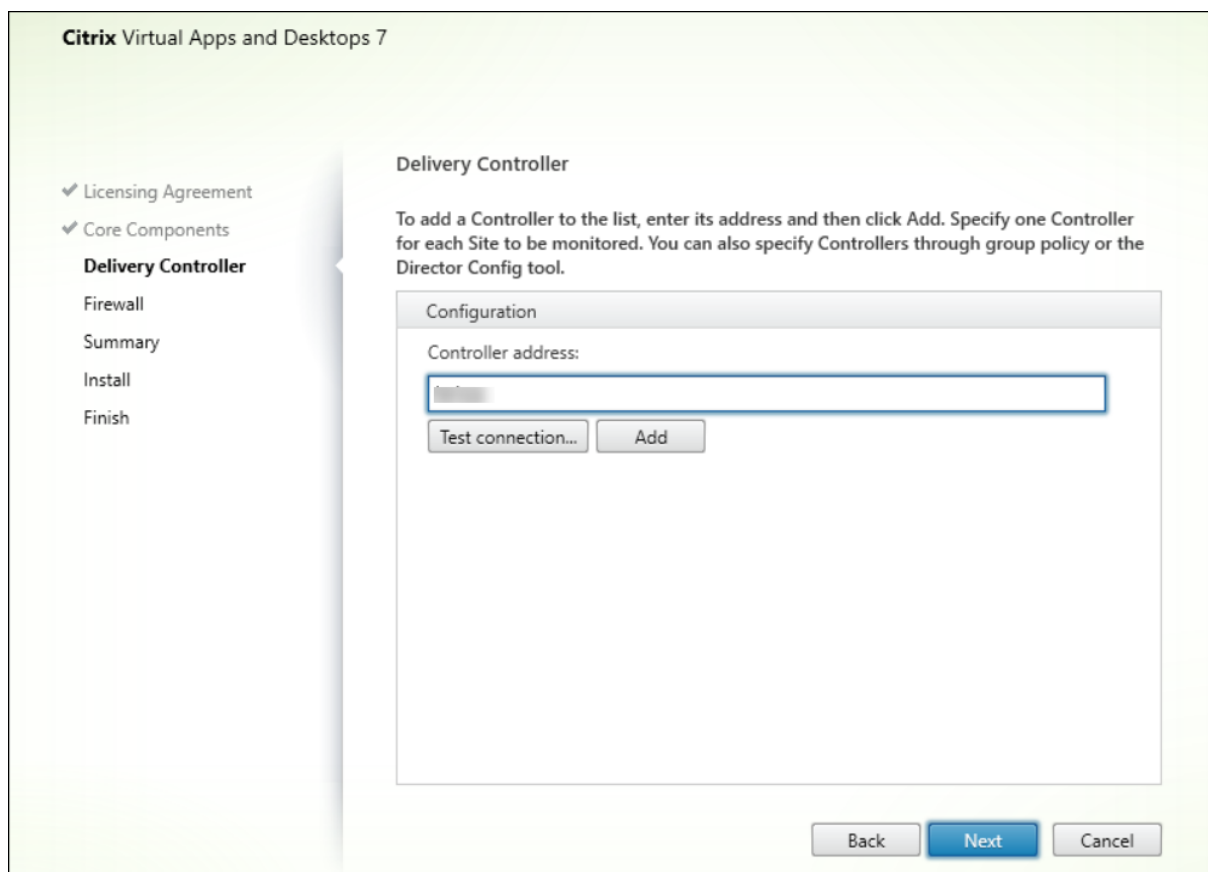 Citrix Virtual Apps and Desktops 7
Licensing Agreement
Core Components
Delivery Controller
Firewall
Summary
Install
Finish
Delivery Controller
To add a Controller to the list, enter its address and then click Add. Specify one Controller
for each Site to be monitored. You can also specify Controllers through group policy or the
Director Config tool.
Configuration
Controller address:
Test connection...
Add
Back
Next
Cancel